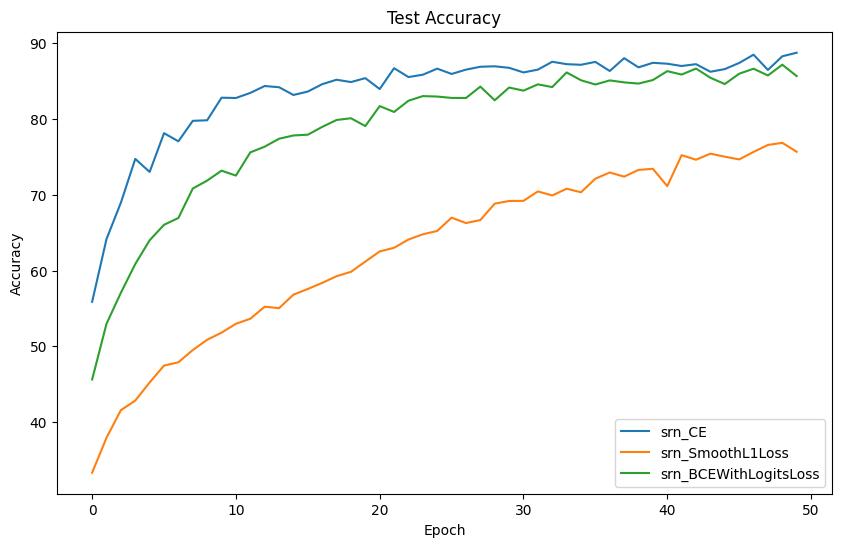 Test Accuracy
Accuracy
90
80
70
60
50
40
0
10
20
30
40
50
Epoch
srn_CE
srn_SmoothL1Loss
srn_BCEWithLogitsLoss